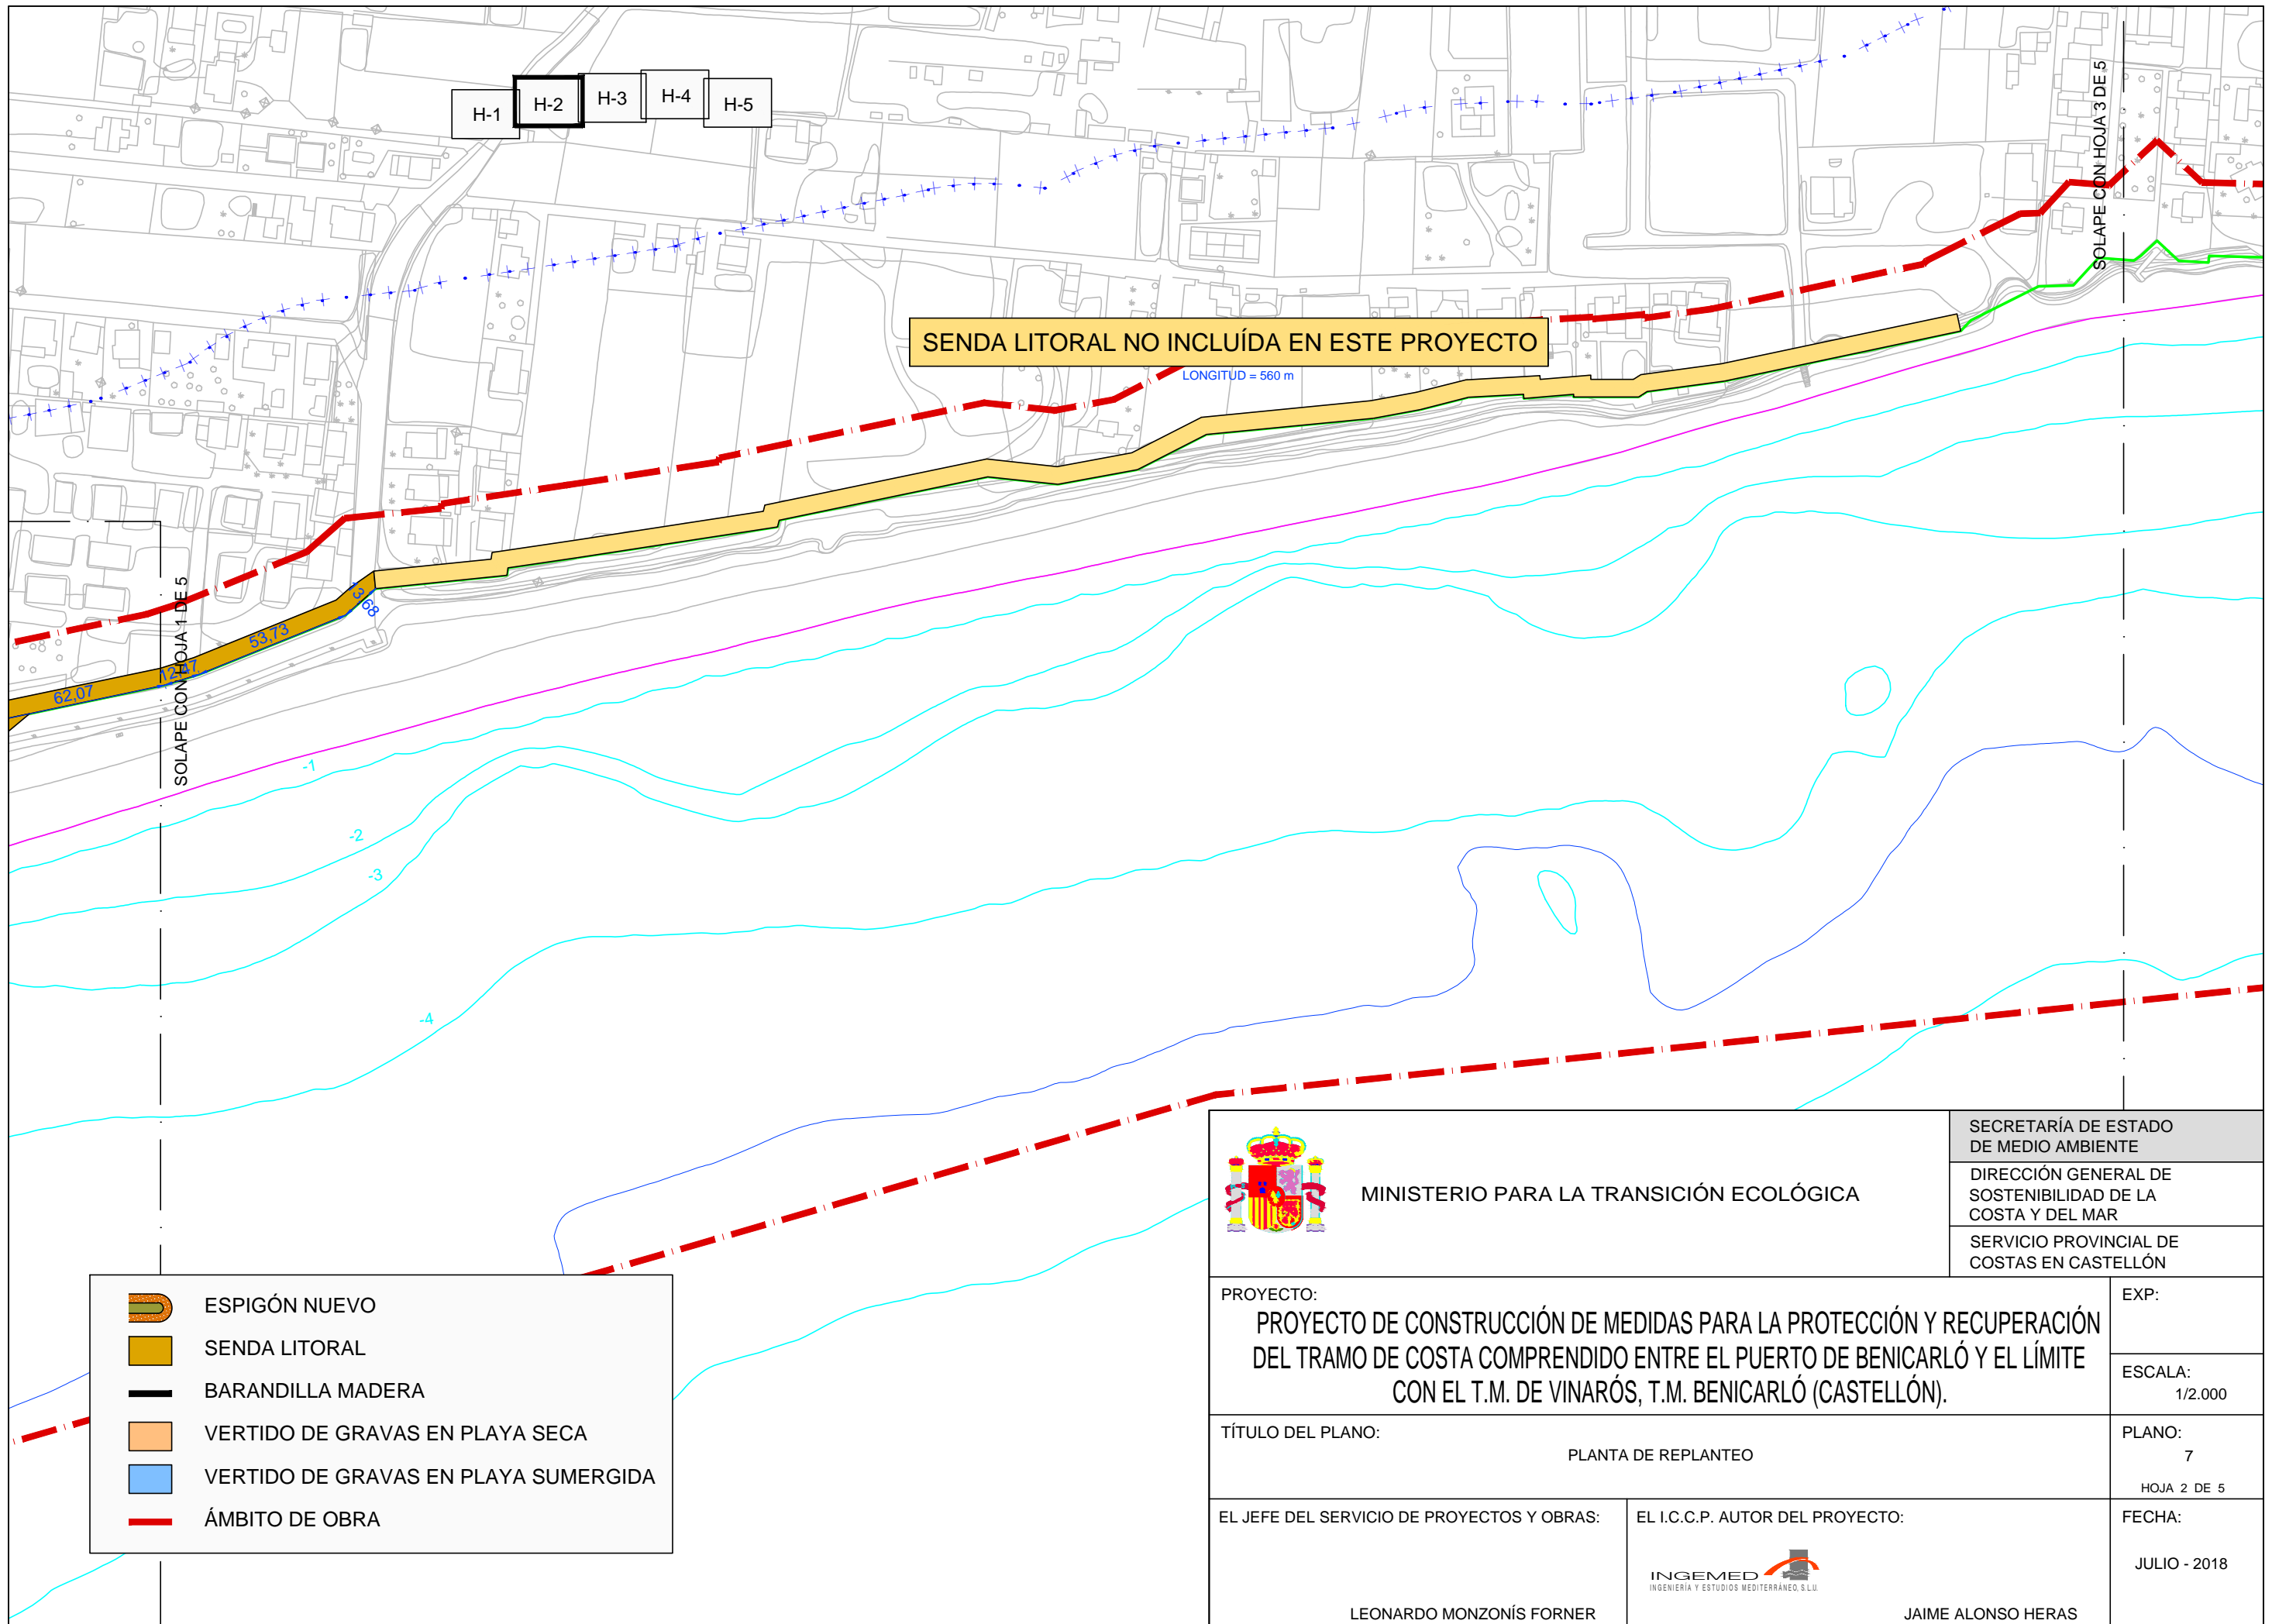 H-1
H-2
H-3
H-4
H-5
SOLAPE CON HOJA 3 DE 5
SENDA LITORAL NO INCLUÍDA EN ESTE PROYECTO
LONGITUD = 560 m
SOLAPE CON HOJA 1 DE 5
53,73
12,47
62,07
-1
-2
-3
-4
ESPIGÓN NUEVO
SENDA LITORAL
BARANDILLA MADERA
VERTIDO DE GRAVAS EN PLAYA SECA
VERTIDO DE GRAVAS EN PLAYA SUMERGIDA
ÁMBITO DE OBRA
MINISTERIO PARA LA TRANSICIÓN ECOLÓGICA
SECRETARÍA DE ESTADO
DE MEDIO AMBIENTE
DIRECCIÓN GENERAL DE
SOSTENIBILIDAD DE LA
COSTA Y DEL MAR
SERVICIO PROVINCIAL DE
COSTAS EN CASTELLÓN
PROYECTO:
PROYECTO DE CONSTRUCCIÓN DE MEDIDAS PARA LA PROTECCIÓN Y RECUPERACIÓN
DEL TRAMO DE COSTA COMPRENDIDO ENTRE EL PUERTO DE BENICARLÓ Y EL LÍMITE
CON EL T.M. DE VINARÓS, T.M. BENICARLÓ (CASTELLÓN).
EXP:
ESCALA:
1/2.000
TÍTULO DEL PLANO:
PLANTA DE REPLANTEO
PLANO:
7
HOJA 2 DE 5
EL JEFE DEL SERVICIO DE PROYECTOS Y OBRAS:
LEONARDO MONZONÍS FORNER
EL I.C.C.P. AUTOR DEL PROYECTO:
INGEMED
INGENIERÍA Y ESTUDIOS MEDITERRÁNEO, S.L.U.
JAIME ALONSO HERAS
FECHA:
JULIO - 2018